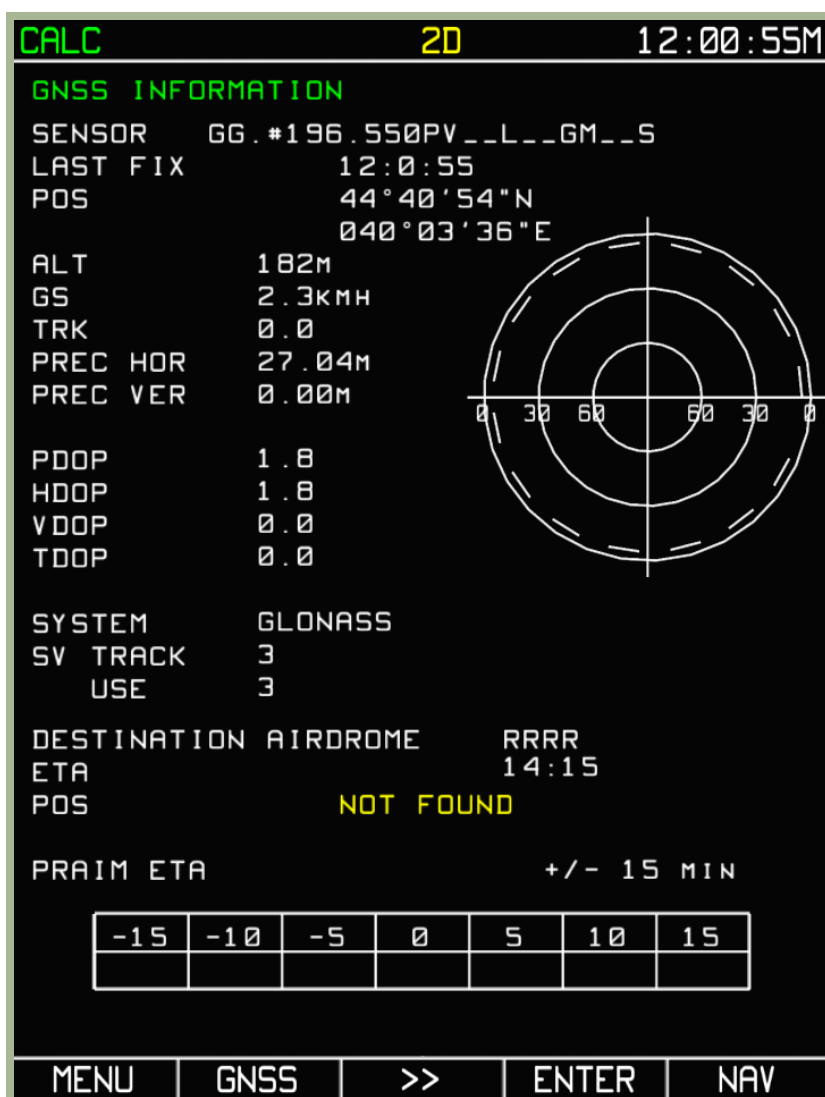 CALC 2D 12:00:55M
GNSS INFORMATION
SENSOR GG.#196.550PV__L__GM__S
LAST FIX 12:0:55
POS 44°40'54"N
040°03'36"E
ALT 182M
GS 2.3KMH
TRK 0.0
PREC HOR 27.04M
PREC VER 0.00M
0 30 60 60 30 0
PDOP 1.8
HDOP 1.8
VDOP 0.0
TDOP 0.0
SYSTEM GLONASS
SV TRACK 3
USE 3
DESTINATION AIRDROME RRRR
ETA 14:15
POS NOT FOUND
PRAIM ETA +/- 15 MIN
-15 -10 -5 0 5 10 15
MENU GNSS >> ENTER NAV